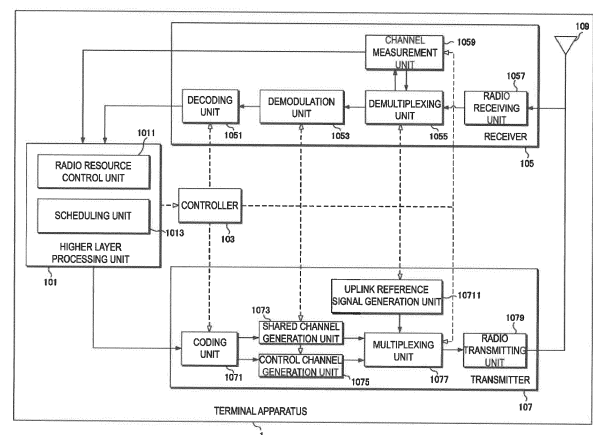 109
CHANNEL
MEASUREMENT
UNIT
1059
1057
RADIO
RECEIVING
UNIT
DECODING
UNIT
1051
DEMODULATION
UNIT
1053
DEMULTIPLEXING
UNIT
1055
RECEIVER
105
1011
RADIO RESOURCE
CONTROL UNIT
SCHEDULING UNIT
1013
HIGHER LAYER
PROCESSING UNIT
101
CONTROLLER
103
UPLINK REFERENCE
SIGNAL GENERATION UNIT
10711
1073
SHARED CHANNEL
GENERATION UNIT
CODING
UNIT
1071
CONTROL CHANNEL
GENERATION UNIT
1075
MULTIPLEXING
UNIT
1077
1079
RADIO
TRANSMITTING
UNIT
TRANSMITTER
107
TERMINAL APPARATUS
1